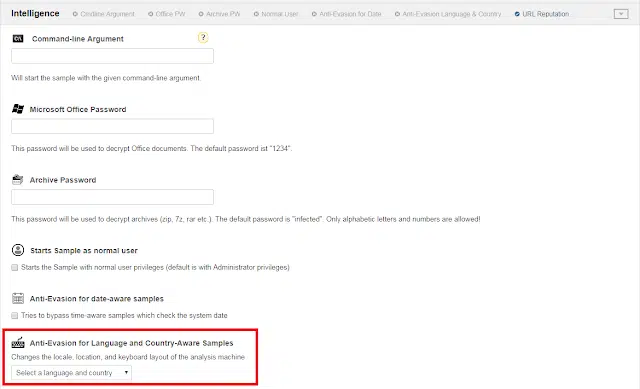 Intelligence Cmdline Argument Office PW Archive PW Normal User Anti-Evasion for Date Anti-Evasion Language & Country URL Reputation
Command-line Argument ?
Will start the sample with the given command-line argument.
Microsoft Office Password
This password will be used to decrypt Office documents. The default password ist "1234".
Archive Password
This password will be used to decrypt archives (zip, 7z, rar etc.). The default password is "infected". Only alphabetic letters and numbers are allowed!
Starts Sample as normal user
Starts the Sample with normal user privileges (default is with Administrator privileges)
Anti-Evasion for date-aware samples
Tries to bypass time-aware samples which check the system date
Anti-Evasion for Language and Country-Aware Samples
Changes the locale, location, and keyboard layout of the analysis machine
Select a language and country